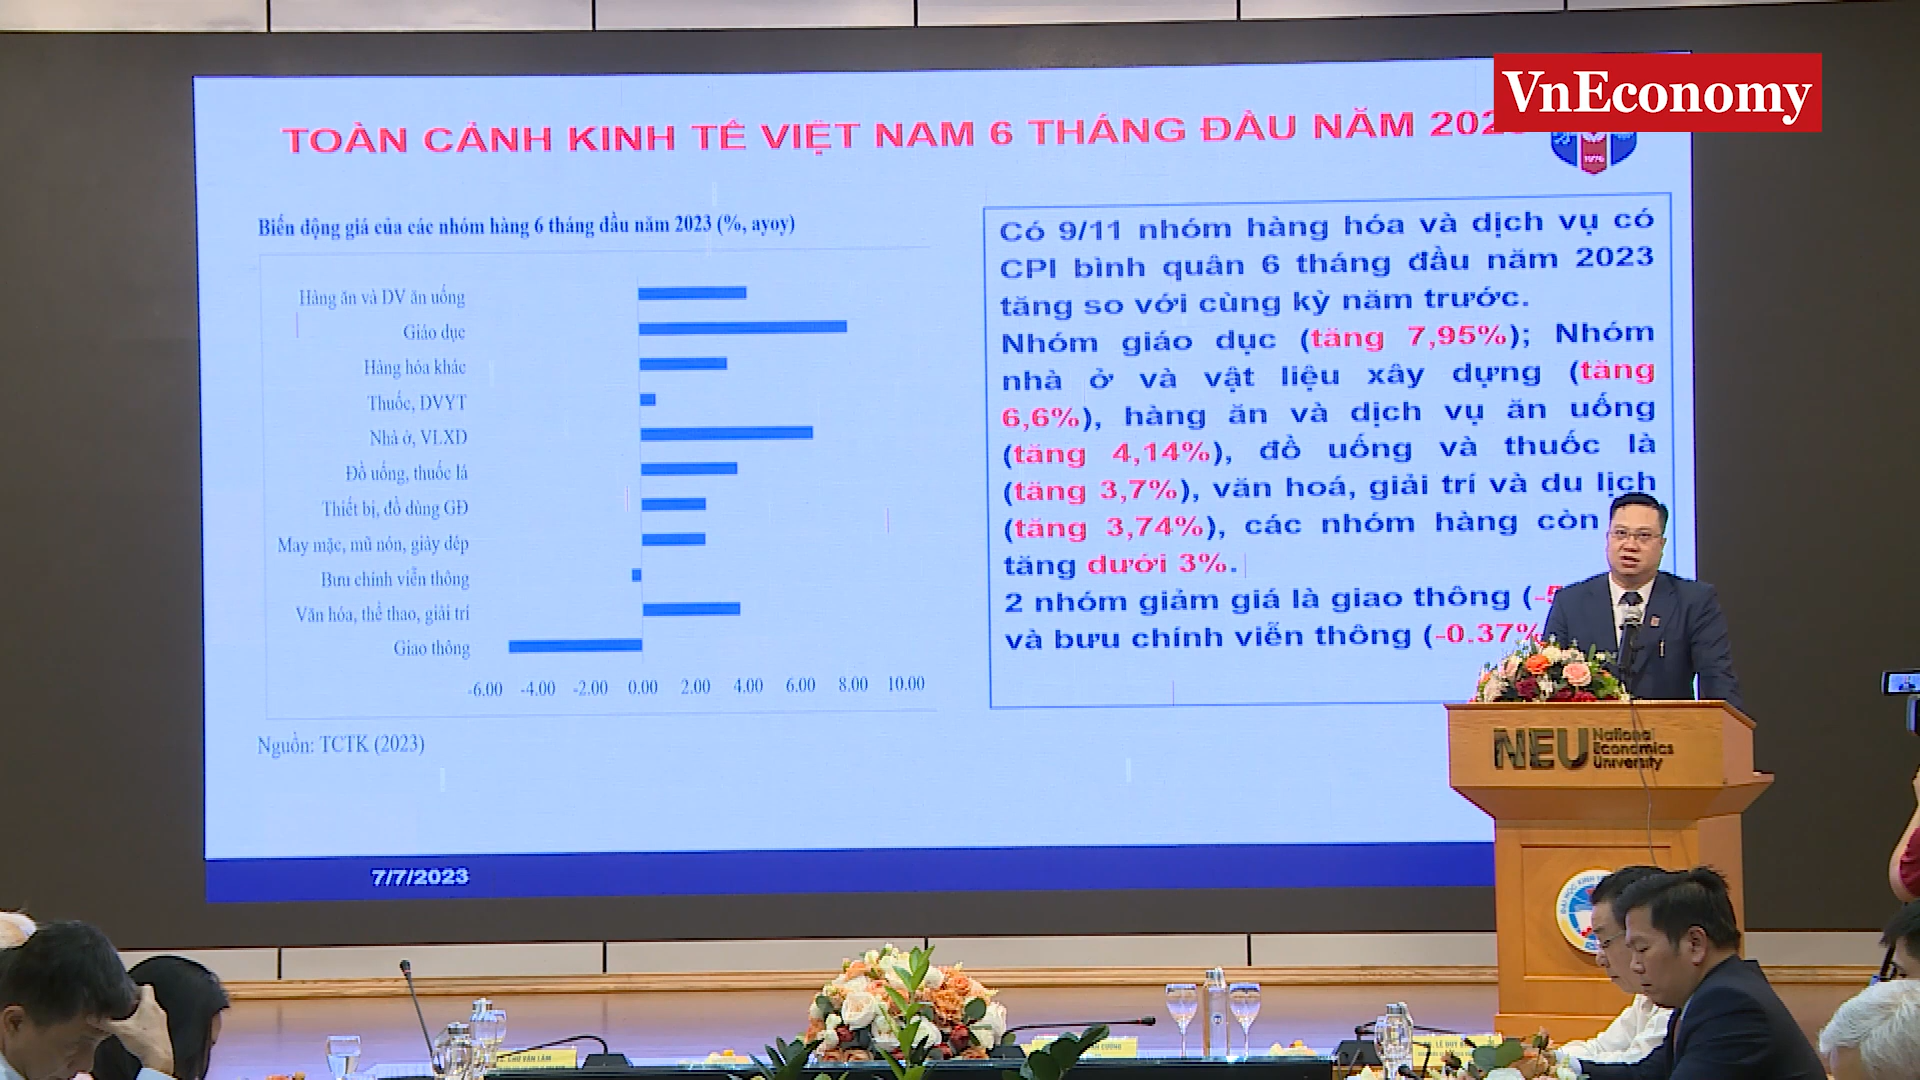 VnEconomy
TOÀN CẢNH KINH TẾ VIỆT NAM 6 THÁNG ĐẦU NĂM
1976
Biến động giá của các nhóm hàng 6 tháng đầu năm 2023 (%, ayoy)
Hàng ăn và DV ăn uống
Giáo dục
Hàng hóa khác
Thuốc, DVYT
Nhà ở, VLXD
Đồ uống, thuốc lá
Thiết bị, đồ dùng GĐ
May mặc, mũ nón, giày dép
Bưu chính viễn thông
Văn hóa, thể thao, giải trí
Giao thông
-6.00 -4.00 -2.00 0.00 2.00 4.00 6.00 8.00 10.00
Nguồn: TCTK (2023)
Có 9/11 nhóm hàng hóa và dịch vụ có
CPI bình quân 6 tháng đầu năm 2023
tăng so với cùng kỳ năm trước.
Nhóm giáo dục (tăng 7,95%); Nhóm
nhà ở và vật liệu xây dựng (tăng
6,6%), hàng ăn và dịch vụ ăn uống
(tăng 4,14%), đồ uống và thuốc là
(tăng 3,7%), văn hoá, giải trí và du lịch
(tăng 3,74%), các nhóm hàng còn
tăng dưới 3%.
2 nhóm giảm giá là giao thông
và bưu chính viễn thông (-0.37%
7/7/2023
NEU National
Economics
University